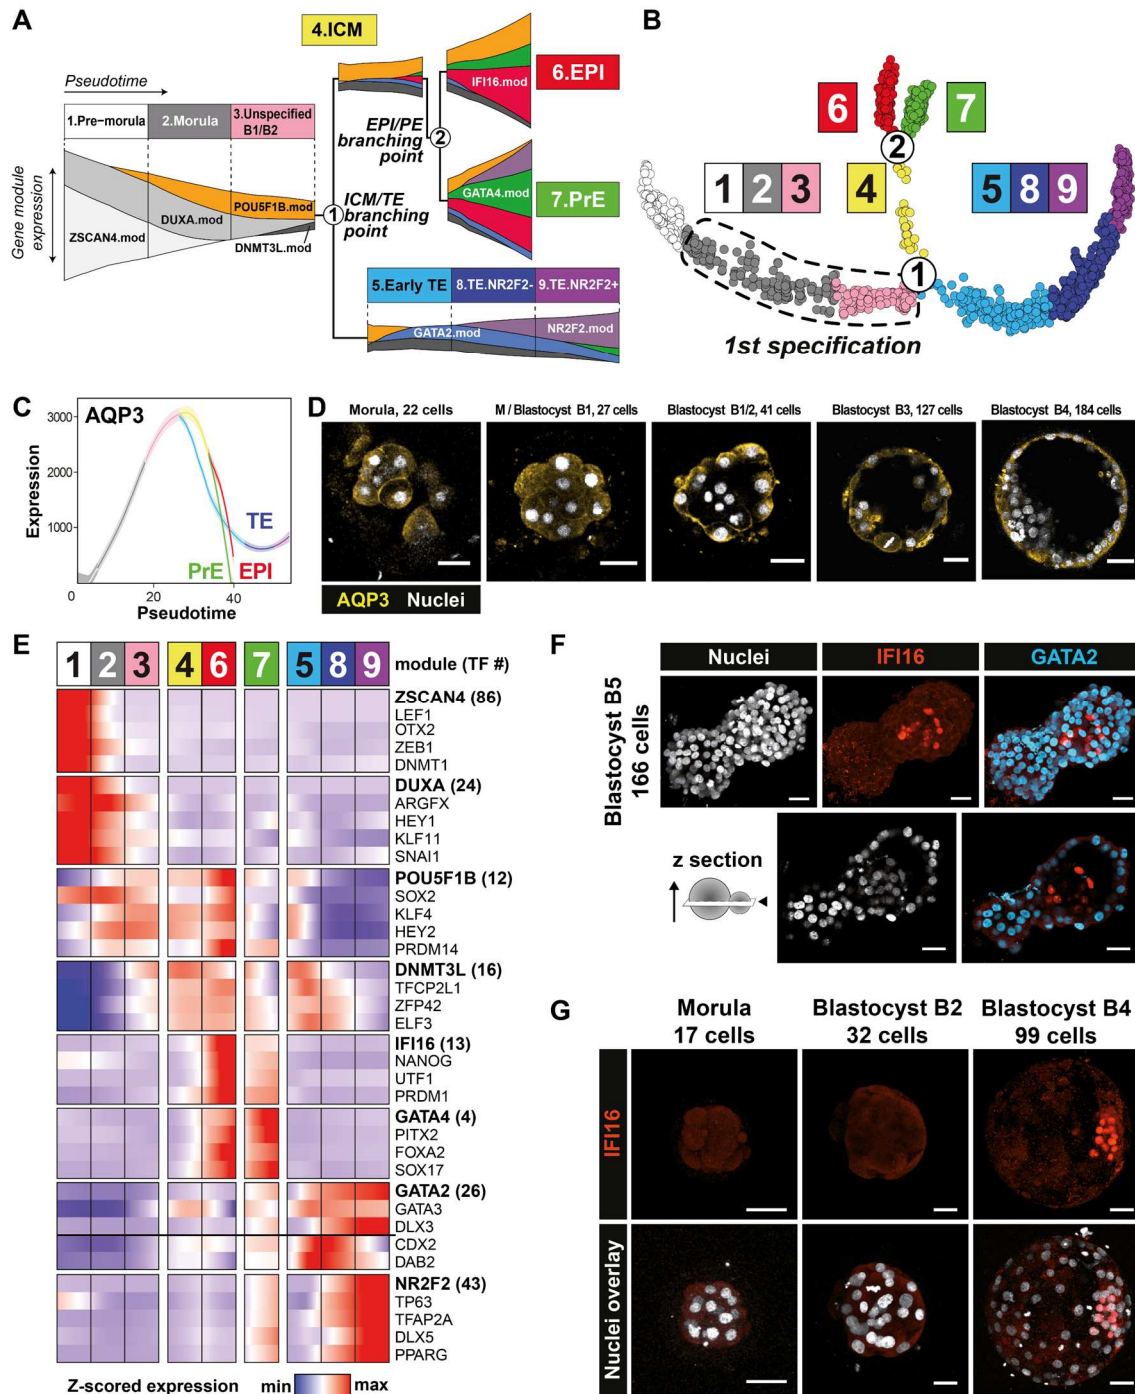 A
4.ICM
Pseudotime
1.Pre-morula
2.Morula
3.Unspecified
B1/B2
Gene module
expression
ZSCAN4.mod
DUXA.mod
POU5F1B.mod
DNMT3L.mod
1
ICM/TE
branching
point
EPI/PE
branching
point
2
IFI16.mod
6.EPI
GATA4.mod
7.PrE
5.Early TE
8.TE.NR2F2-
9.TE.NR2F2+
GATA2.mod
NR2F2.mod
B
6
7
2
1 2 3
4
5 8 9
1
1st specification
C
AQP3
Expression
3000
2000
1000
TE
PrE
EPI
0
20
40
Pseudotime
D
Morula, 22 cells
M / Blastocyst B1, 27 cells
Blastocyst B1/2, 41 cells
Blastocyst B3, 127 cells
Blastocyst B4, 184 cells
AQP3 Nuclei
E
1 2 3 4 6 7 5 8 9
module (TF #)
ZSCAN4 (86)
LEF1
OTX2
ZEB1
DNMT1
DUXA (24)
ARGFX
HEY1
KLF11
SNAI1
POU5F1B (12)
SOX2
KLF4
HEY2
PRDM14
DNMT3L (16)
TFCP2L1
ZFP42
ELF3
IFI16 (13)
NANOG
UTF1
PRDM1
GATA4 (4)
PITX2
FOXA2
SOX17
GATA2 (26)
GATA3
DLX3
CDX2
DAB2
NR2F2 (43)
TP63
TFAP2A
DLX5
PPARG
Z-scored expression
min
max
F
Nuclei
IFI16
GATA2
Blastocyst B5
166 cells
z section
G
Morula
17 cells
Blastocyst B2
32 cells
Blastocyst B4
99 cells
IFI16
Nuclei overlay